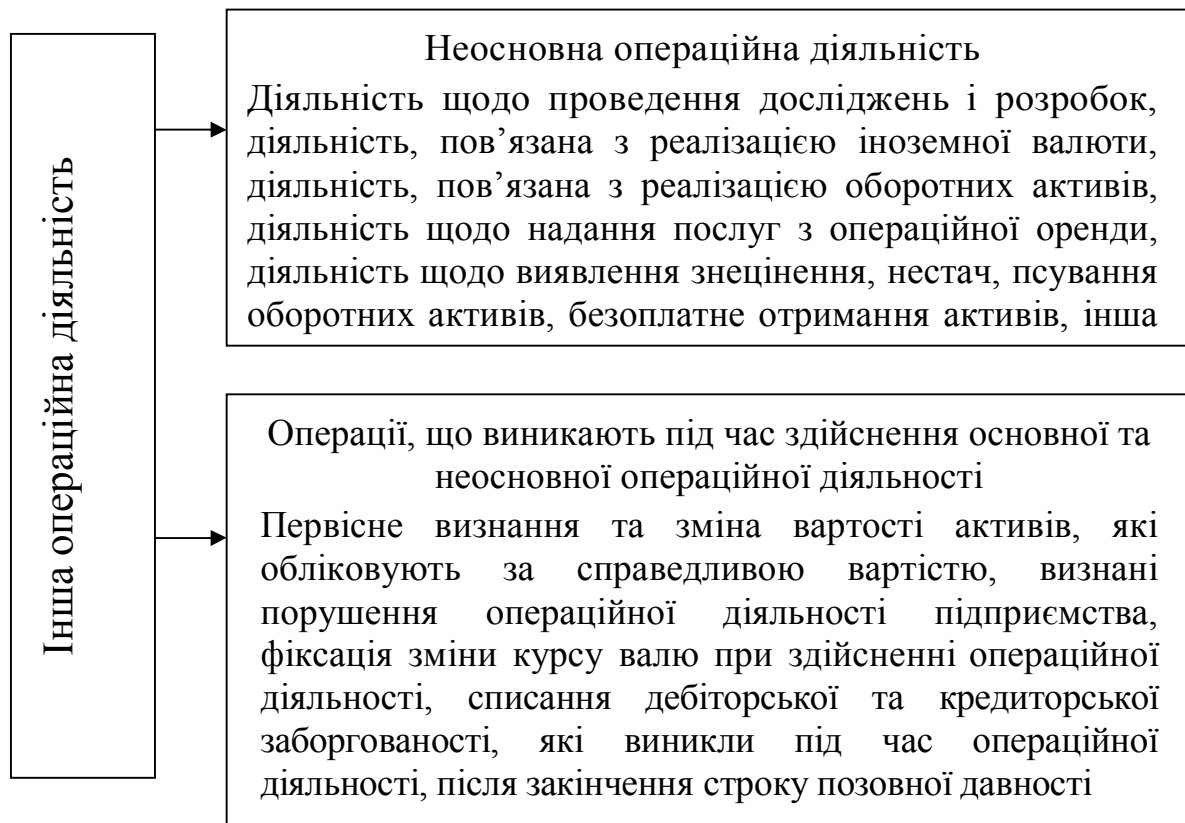 Інша операційна діяльність
Неосновна операційна діяльність
Діяльність щодо проведення досліджень і розробок,
діяльність, пов’язана з реалізацією іноземної валюти,
діяльність, пов’язана з реалізацією оборотних активів,
діяльність щодо надання послуг з операційної оренди,
діяльність щодо виявлення знецінення, нестач, псування
оборотних активів, безоплатне отримання активів, інша
Операції, що виникають під час здійснення основної та
неосновної операційної діяльності
Первісне визнання та зміна вартості активів, які
обліковують за справедливою вартістю, визнані
порушення операційної діяльності підприємства,
фіксація зміни курсу валю при здійсненні операційної
діяльності, списання дебіторської та кредиторської
заборгованості, які виникли під час операційної
діяльності, після закінчення строку позовної давності